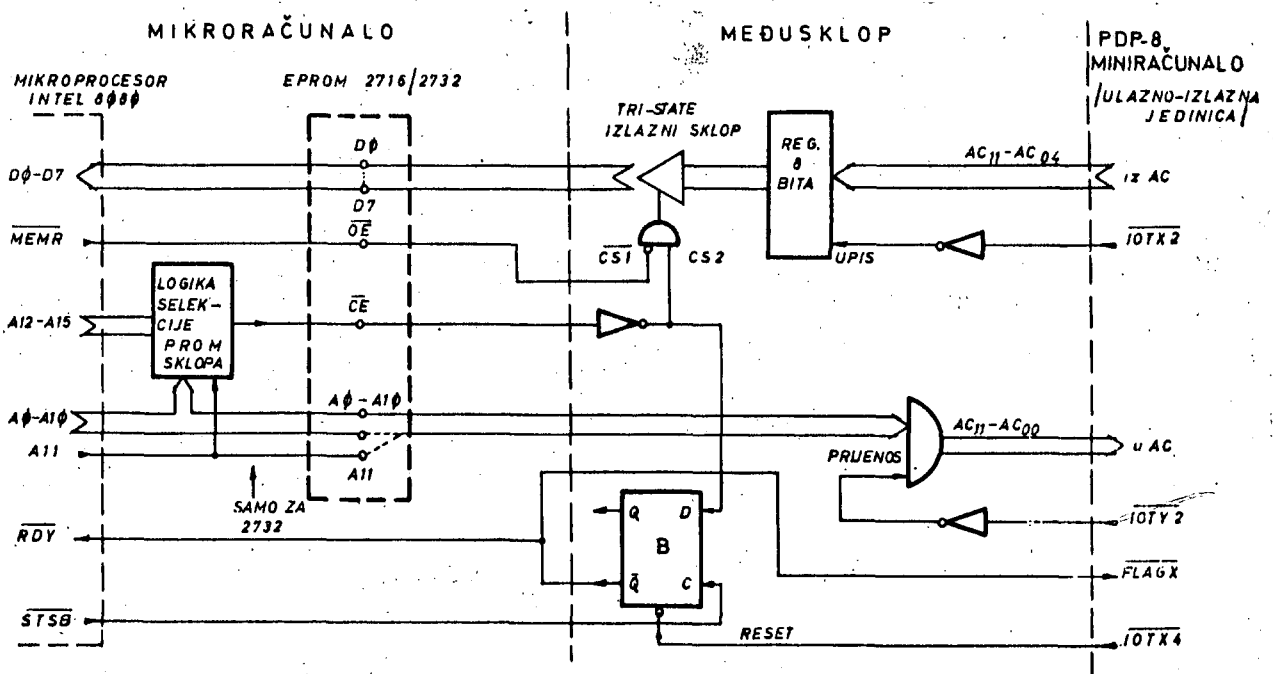 MIKRORAČUNALO
MEĐUSKLOP
PDP-8
MINIRAČUNALO
/ULAZNO-IZLAZNA
JEDINICA/
MIKROPROCESOR
INTEL 8080
EPROM 2716/2732
TRI-STATE
IZLAZNI SKLOP
REG.
8
BITA
D0
D0-D7
D7
AC11-AC04
iz AC
MEMR
OE
CS1
CS2
UPIS
IOTX2
LOGIKA
SELEK-
CIJE
PROM
SKLOPA
A12-A15
CE
A0-A10
A0-A10
A11
A11
SAMO ZA
2732
PRIJENOS
AC11-AC00
u AC
IOTY2
Q
D
B
Q̄
C
RDY
FLAGX
STSB
RESET
IOTX4